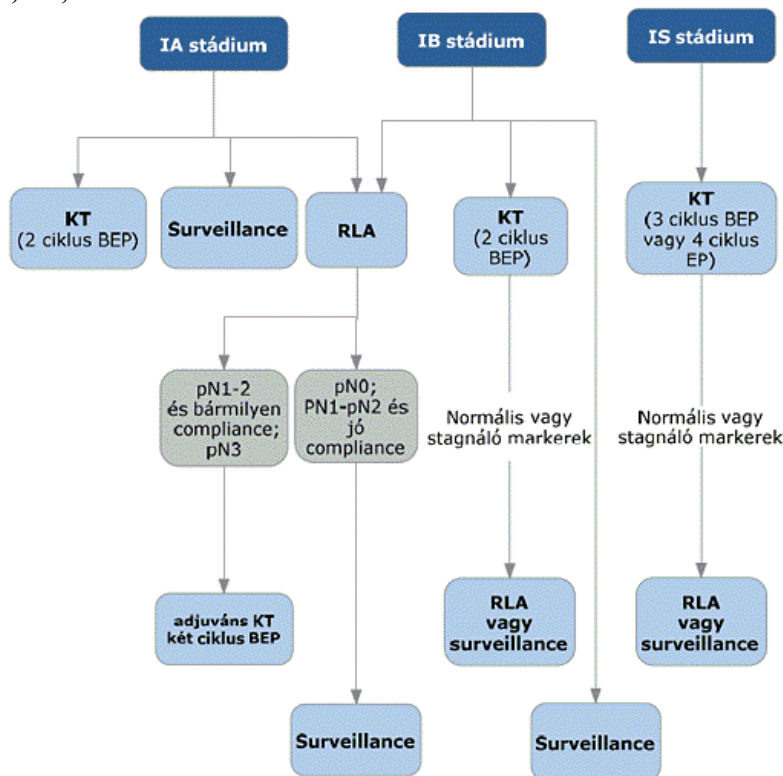 IA stádium
IB stádium
IS stádium
KT
(2 ciklus BEP)
Surveillance
RLA
KT
(2 ciklus
BEP)
KT
(3 ciklus BEP
vagy 4 ciklus
EP)
pN1-2
és bármilyen
compliance;
pN3
pN0;
PN1-pN2 és
jó
compliance
Normális vagy
stagnáló markerek
Normális vagy
stagnáló markerek
adjuváns KT
két ciklus BEP
RLA
vagy
surveillance
RLA
vagy
surveillance
Surveillance
Surveillance